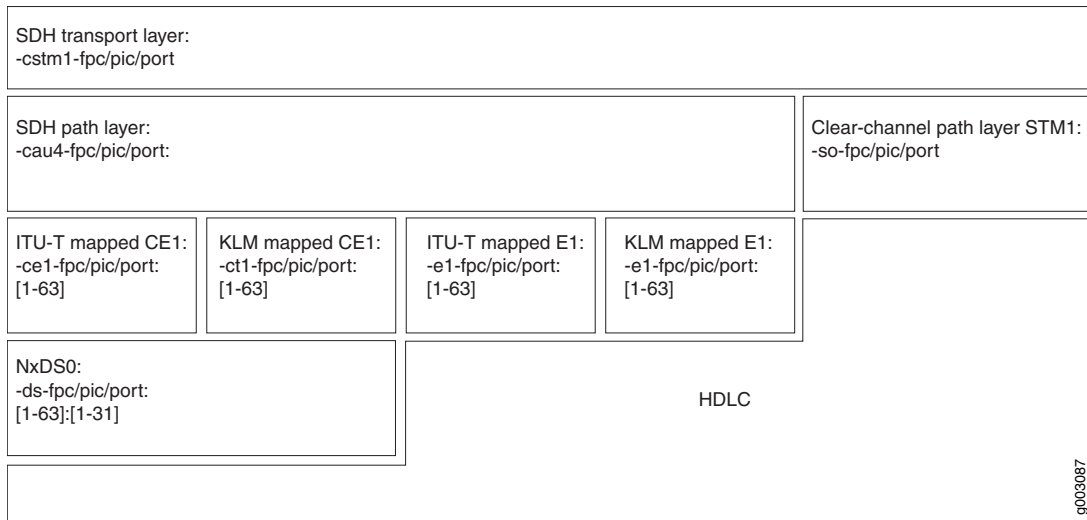 SDH transport layer:
-cstm1-fpc/pic/port
SDH path layer:
-cau4-fpc/pic/port:
Clear-channel path layer STM1:
-so-fpc/pic/port
ITU-T mapped CE1:
-ce1-fpc/pic/port:
[1-63]
KLM mapped CE1:
-ct1-fpc/pic/port:
[1-63]
ITU-T mapped E1:
-e1-fpc/pic/port:
[1-63]
KLM mapped E1:
-e1-fpc/pic/port:
[1-63]
NxDS0:
-ds-fpc/pic/port:
[1-63]:[1-31]
HDLC
g003087